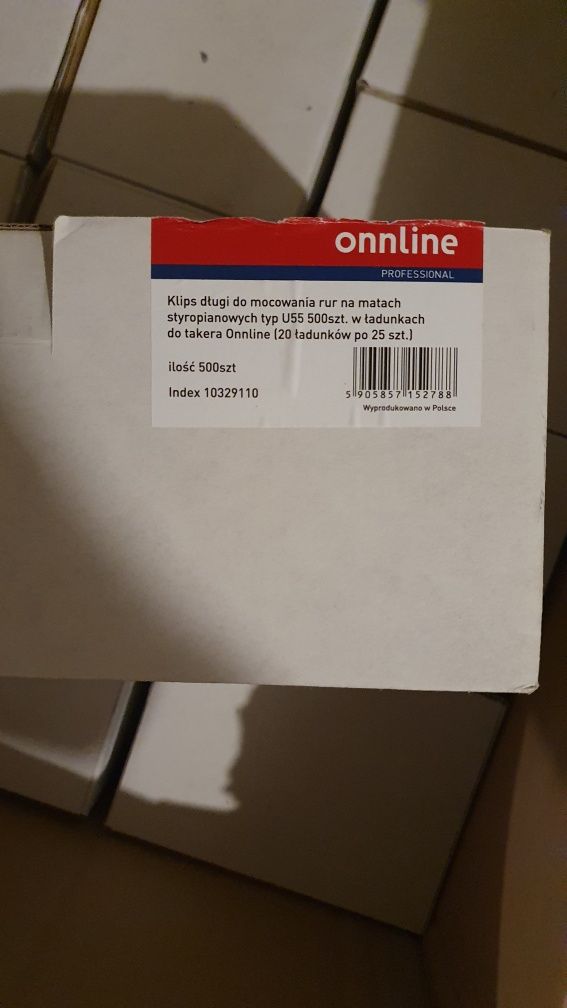 onnline
PROFESSIONAL
Klips długi do mocowania rur na matach
styropianowych typ U55 500szt. w ładunkach
do takera Onnline (20 ładunków po 25 szt.)
ilość 500szt
Index 10329110
5 905857 152788
Wyprodukowano w Polsce